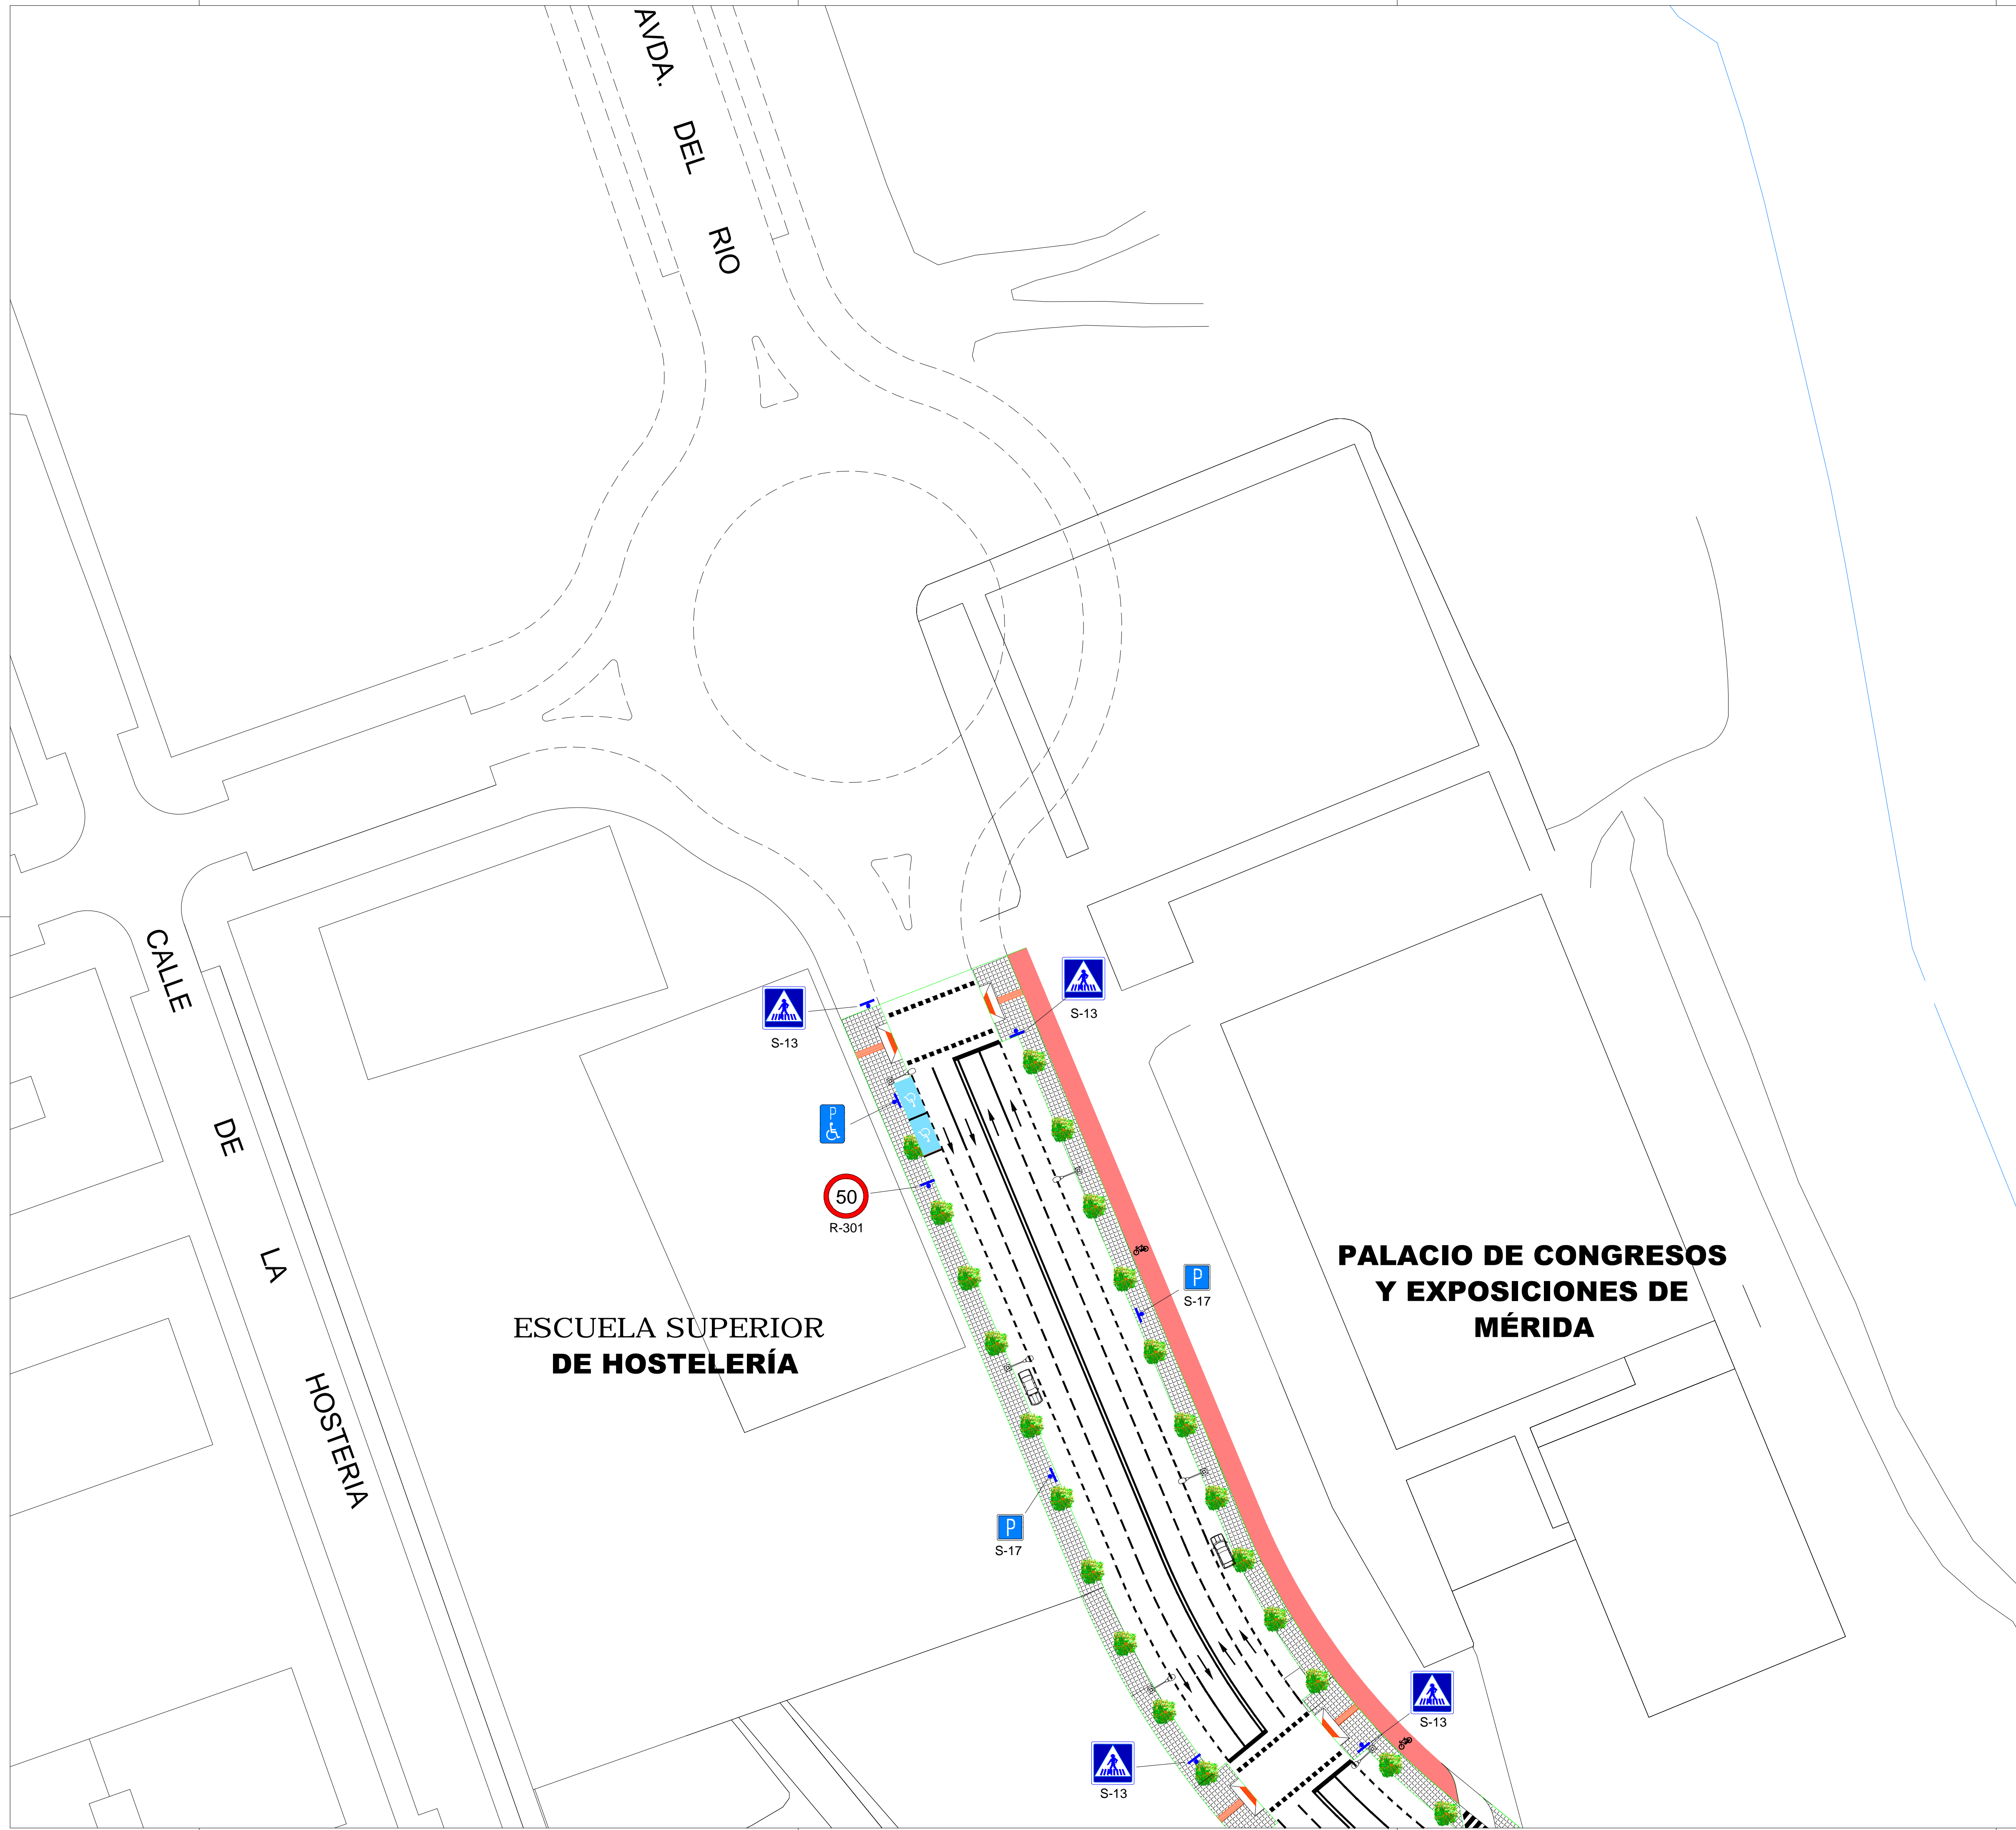 AVDA. DEL RIO
S-13
S-13
CALLE DE LA HOSTERIA
P
50
R-301
P
S-17
PALACIO DE CONGRESOS
Y EXPOSICIONES DE
MÉRIDA
ESCUELA SUPERIOR
DE HOSTELERÍA
P
S-17
S-13
S-13